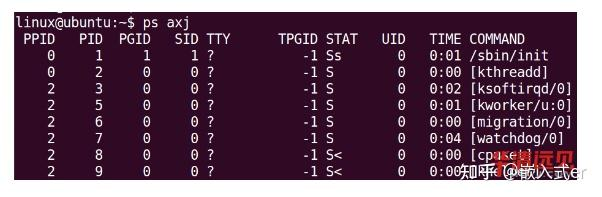 linux@ubuntu:~$ ps axj
PPID PID PGID SID TTY TPGID STAT UID TIME COMMAND
0 1 1 1 ? -1 Ss 0 0:01 /sbin/init
0 2 0 0 ? -1 S 0 0:00 [kthreadd]
2 3 0 0 ? -1 S 0 0:02 [ksoftirqd/0]
2 5 0 0 ? -1 S 0 0:01 [kworker/u:0]
2 6 0 0 ? -1 S 0 0:00 [migration/0]
2 7 0 0 ? -1 S 0 0:04 [watchdog/0]
2 8 0 0 ? -1 S< 0 0:00
2 9 0 0 ? -1 S< 0 0:00
知乎 @嵌入式er